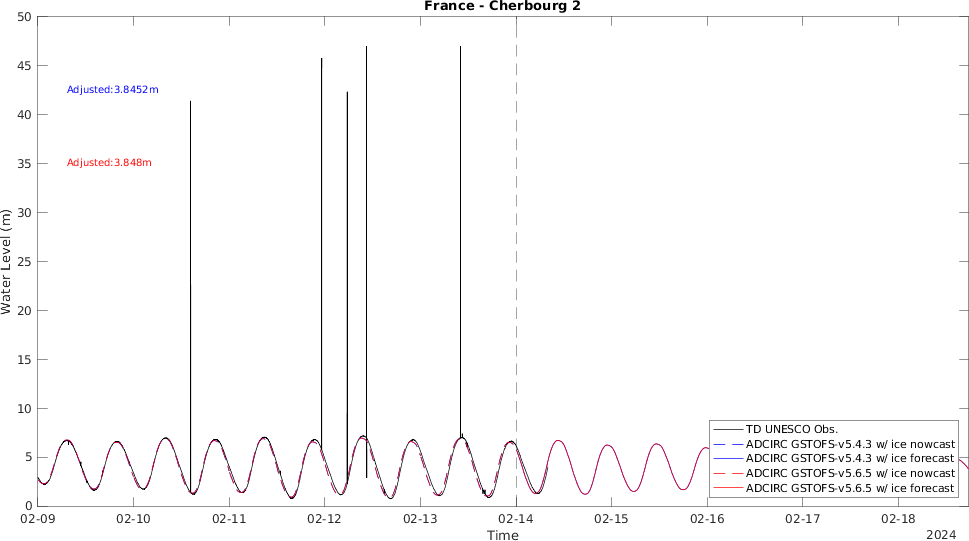 France - Cherbourg 2
50
45
40
35
30
25
20
15
10
5
0
Water Level (m)
Adjusted:3.8452m
Adjusted:3.848m
TD UNESCO Obs.
ADCIRC GSTOFS-v5.4.3 w/ ice nowcast
ADCIRC GSTOFS-v5.4.3 w/ ice forecast
ADCIRC GSTOFS-v5.6.5 w/ ice nowcast
ADCIRC GSTOFS-v5.6.5 w/ ice forecast
02-09 02-10 02-11 02-12 02-13 02-14 02-15 02-16 02-17 02-18
Time
2024